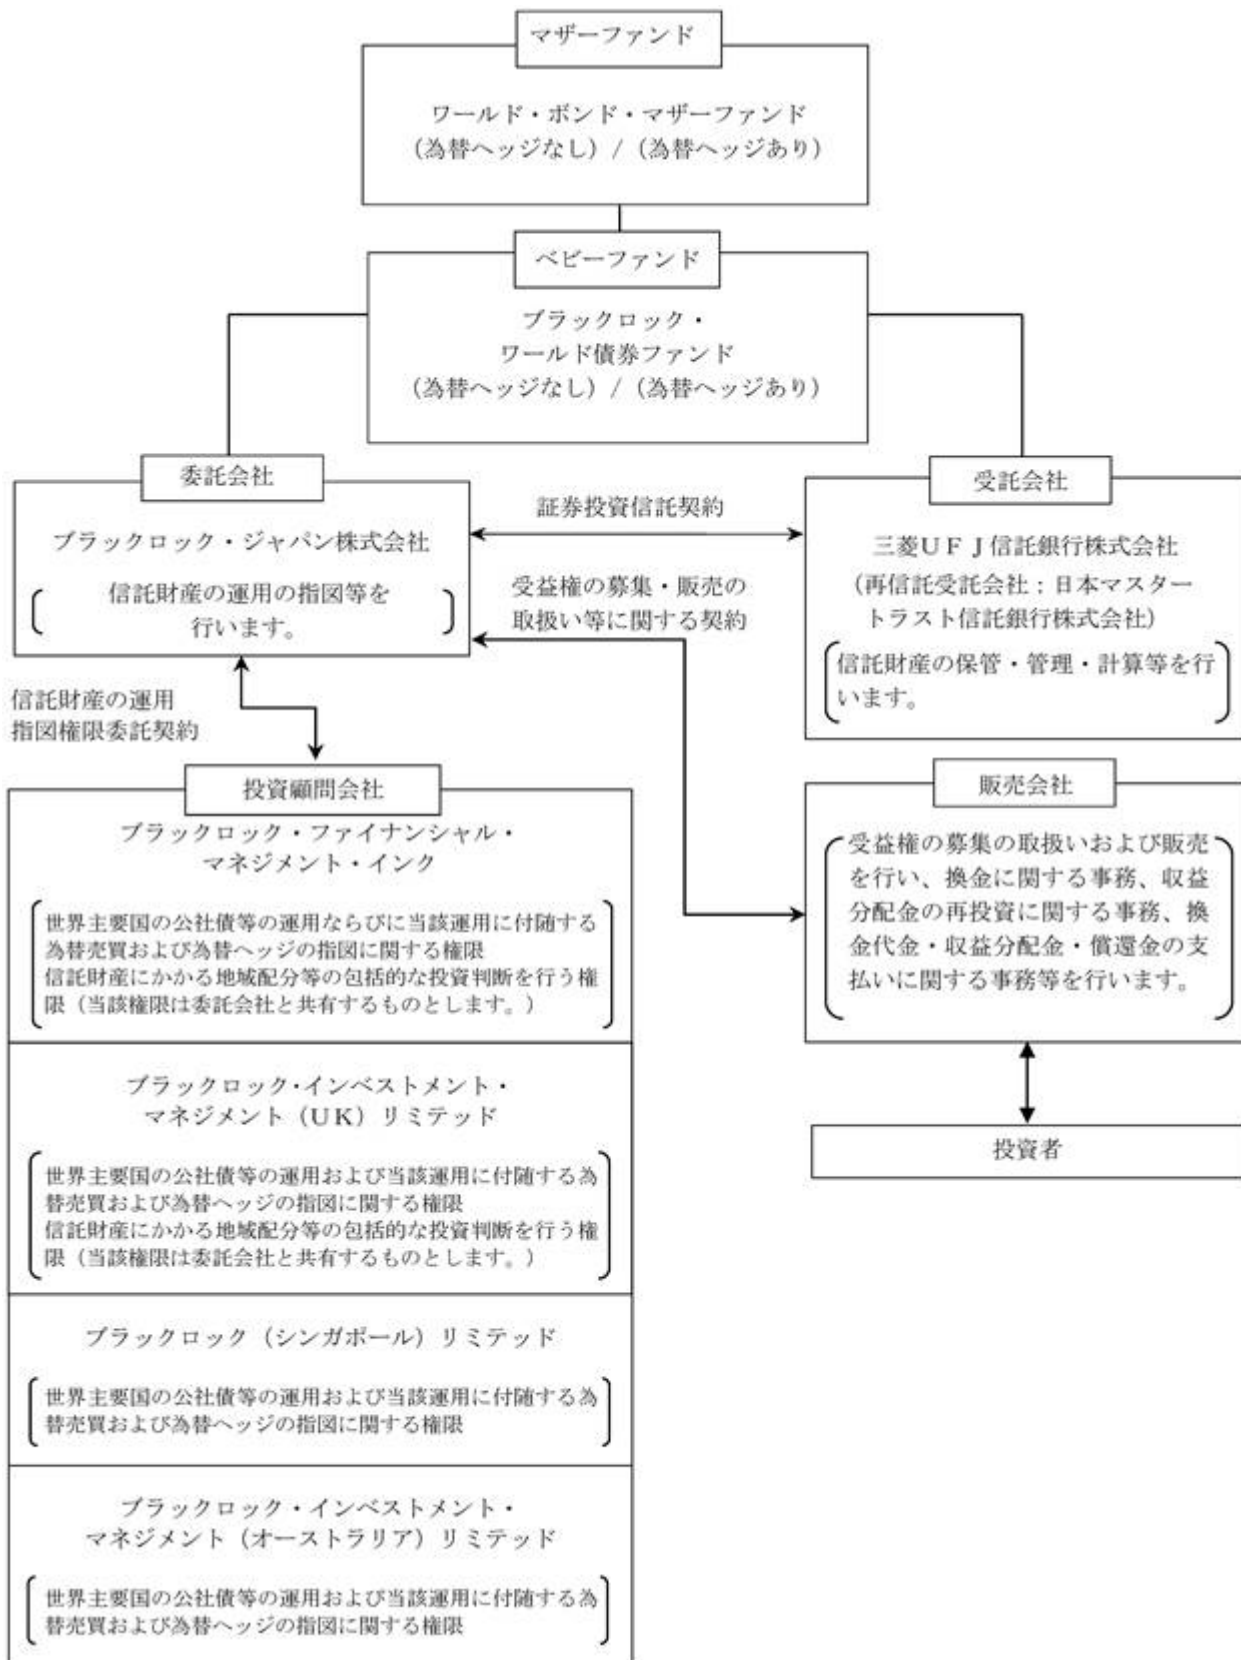 マザーファンド
ワールド・ボンド・マザーファンド
（為替ヘッジなし）/（為替ヘッジあり）
ベビーファンド
ブラックロック・
ワールド債券ファンド
（為替ヘッジなし）/（為替ヘッジあり）
委託会社
ブラックロック・ジャパン株式会社
信託財産の運用の指図等を
行います。
証券投資信託契約
受益権の募集・販売の
取扱い等に関する契約
受託会社
三菱ＵＦＪ信託銀行株式会社
（再信託受託会社：日本マスター
トラスト信託銀行株式会社）
信託財産の保管・管理・計算等を行
います。
信託財産の運用
指図権限委託契約
投資顧問会社
ブラックロック・ファイナンシャル・
マネジメント・インク
世界主要国の公社債等の運用ならびに当該運用に付随する
為替売買および為替ヘッジの指図に関する権限
信託財産にかかる地域配分等の包括的な投資判断を行う権
限（当該権限は委託会社と共有するものとします。）
ブラックロック・インベストメント・
マネジメント（ＵＫ）リミテッド
世界主要国の公社債等の運用および当該運用に付随する為
替売買および為替ヘッジの指図に関する権限
信託財産にかかる地域配分等の包括的な投資判断を行う権
限（当該権限は委託会社と共有するものとします。）
ブラックロック（シンガポール）リミテッド
世界主要国の公社債等の運用および当該運用に付随する為
替売買および為替ヘッジの指図に関する権限
ブラックロック・インベストメント・
マネジメント（オーストラリア）リミテッド
世界主要国の公社債等の運用および当該運用に付随する為
替売買および為替ヘッジの指図に関する権限
販売会社
受益権の募集の取扱いおよび販売
を行い、換金に関する事務、収益
分配金の再投資に関する事務、換
金代金・収益分配金・償還金の支
払いに関する事務等を行います。
投資者